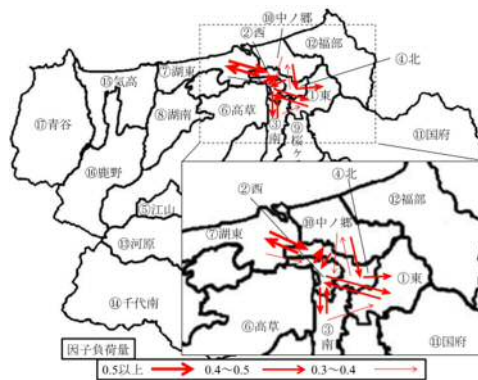 ⑩中ノ郷
②西
⑫福部
⑮気高
⑦湖東
④北
①東
⑰青谷
⑧湖南
⑥高草
③南
⑨桜ヶ
⑪国府
⑯鹿野
⑤江山
⑬河原
⑭千代南
④北
②西
⑫福部
⑩中ノ郷
⑦湖東
①東
⑥高草
③南
⑪国府
因子負荷量
0.5以上 0.4～0.5 0.3～0.4